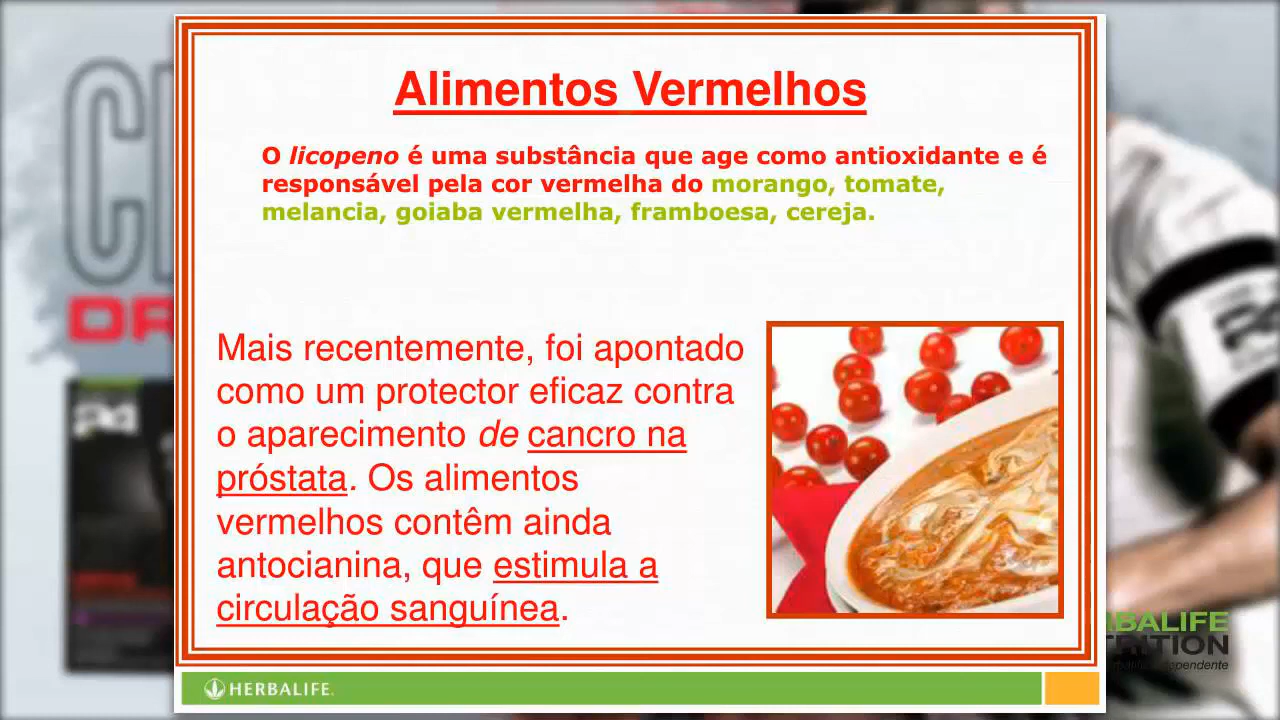 Alimentos Vermelhos
O licopeno é uma substância que age como antioxidante e é
responsável pela cor vermelha do morango, tomate,
melancia, goiaba vermelha, framboesa, cereja.
Mais recentemente, foi apontado
como um protector eficaz contra
o aparecimento de cancro na
próstata. Os alimentos
vermelhos contêm ainda
antocianina, que estimula a
circulação sanguínea.
HERBALIFE.